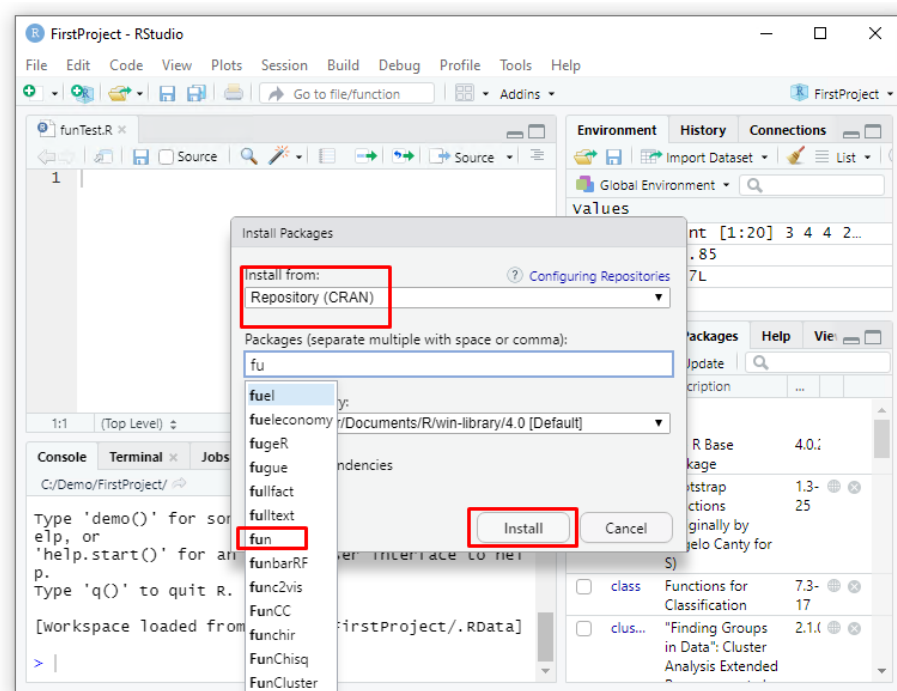 FirstProject - RStudio
File Edit Code View Plots Session Build Debug Profile Tools Help
Go to file/function Addins FirstProject
funTest.R
Source Source
1
1:1 (Top Level)
Console Terminal Jobs
C:/Demo/FirstProject/
Type 'demo()' for
elp, or
'help.start()' for an
p.
Type 'q()' to quit R.
[Workspace loaded from FirstProject/.RData]
>
Environment History Connections
Import Dataset List
Global Environment
Values
nt [1:20] 3 4 4 2…
.85
7L
Install Packages
Install from:
? Configuring Repositories
Repository (CRAN)
Packages (separate multiple with space or comma):
fu
fuel
fueleconomy
fugeR
fugue
fullfact
fulltext
fun
funbarRF
func2vis
FunCC
funchir
FunChisq
FunCluster
y:
r/Documents/R/win-library/4.0 [Default]
ndencies
Install Cancel
ackages Help
Update
cription ...
R Base
kage
4.0.
tstrap
ctions
ginally by
gelo Canty for
S)
1.3-
25
class Functions for
Classification
7.3-
17
clus... "Finding Groups
in Data": Cluster
Analysis Extended
2.1.